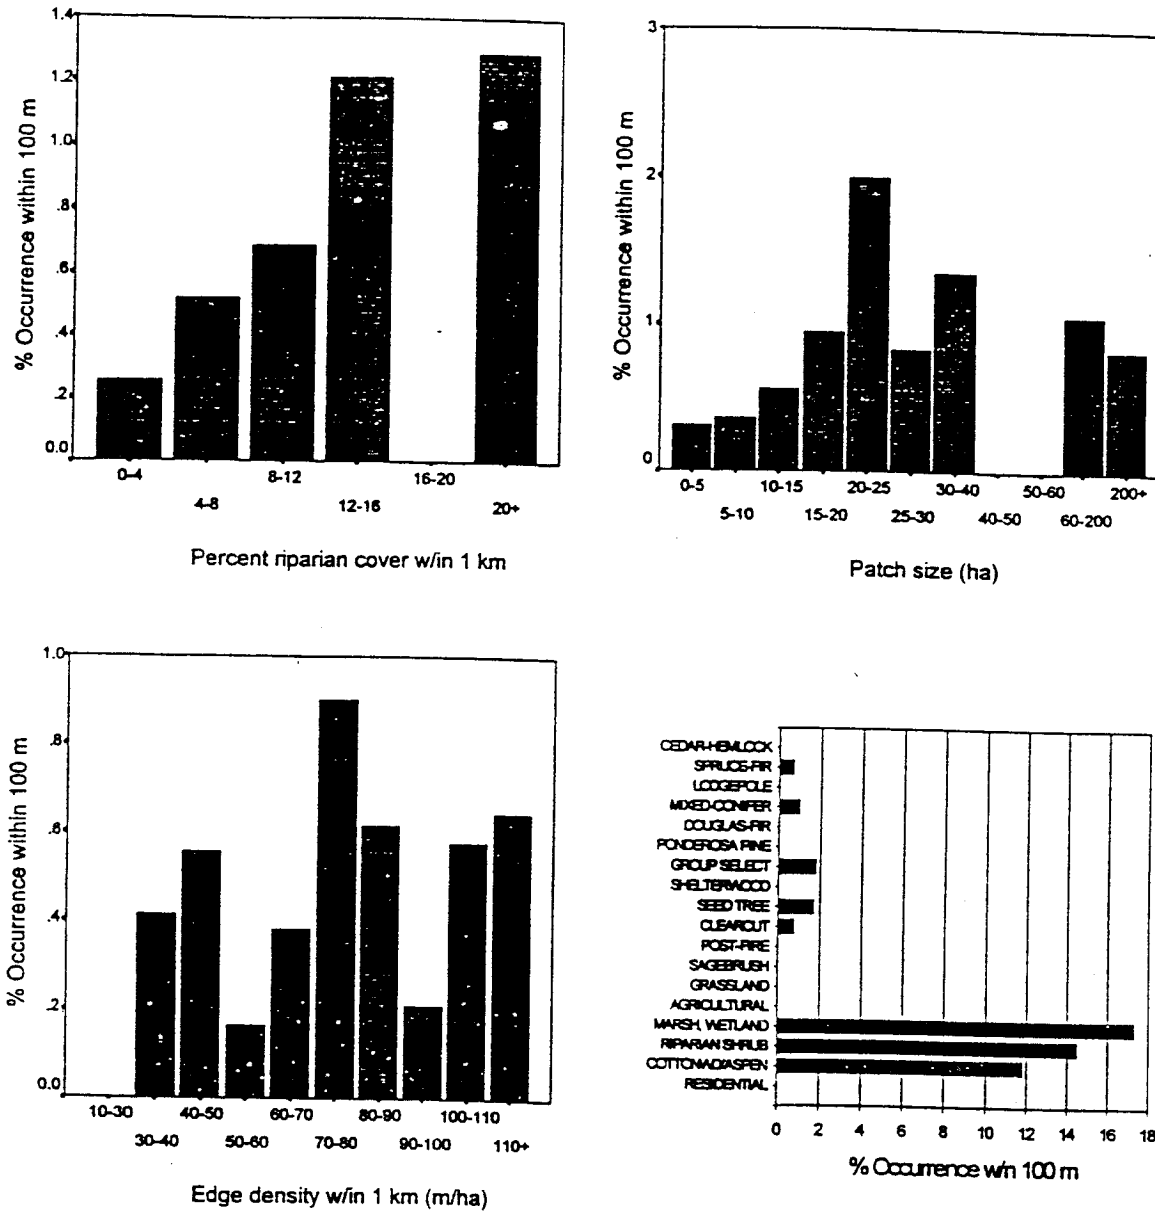 1.4
1.2
1.0
.8
.6
.4
.2
0.0
% Occurrence within 100 m
0-4 8-12 16-20
4-8 12-16 20+
Percent riparian cover w/in 1 km
3
2
1
0
% Occurrence within 100 m
0-5 10-15 20-25 30-40 50-60 200+
5-10 15-20 25-30 40-50 60-200
Patch size (ha)
1.0
.8
.6
.4
.2
0.0
% Occurrence within 100 m
10-30 40-50 60-70 80-90 100-110
30-40 50-60 70-80 90-100 110+
Edge density w/in 1 km (m/ha)
CEDAR-HEMLOCK
SPRUCE-FIR
LODGEPOLE
MIXED-CONIFER
DOUGLAS-FIR
PONDEROSA PINE
GROUP SELECT
SHELTERWOOD
SEED TREE
CLEARCUT
POST-FIRE
SAGEBRUSH
GRASSLAND
AGRICULTURAL
MARSH, WETLAND
RIPARIAN SHRUB
COTTONWD/ASPEN
RESIDENTIAL
0 2 4 6 8 10 12 14 16 18
% Occurrence w/n 100 m